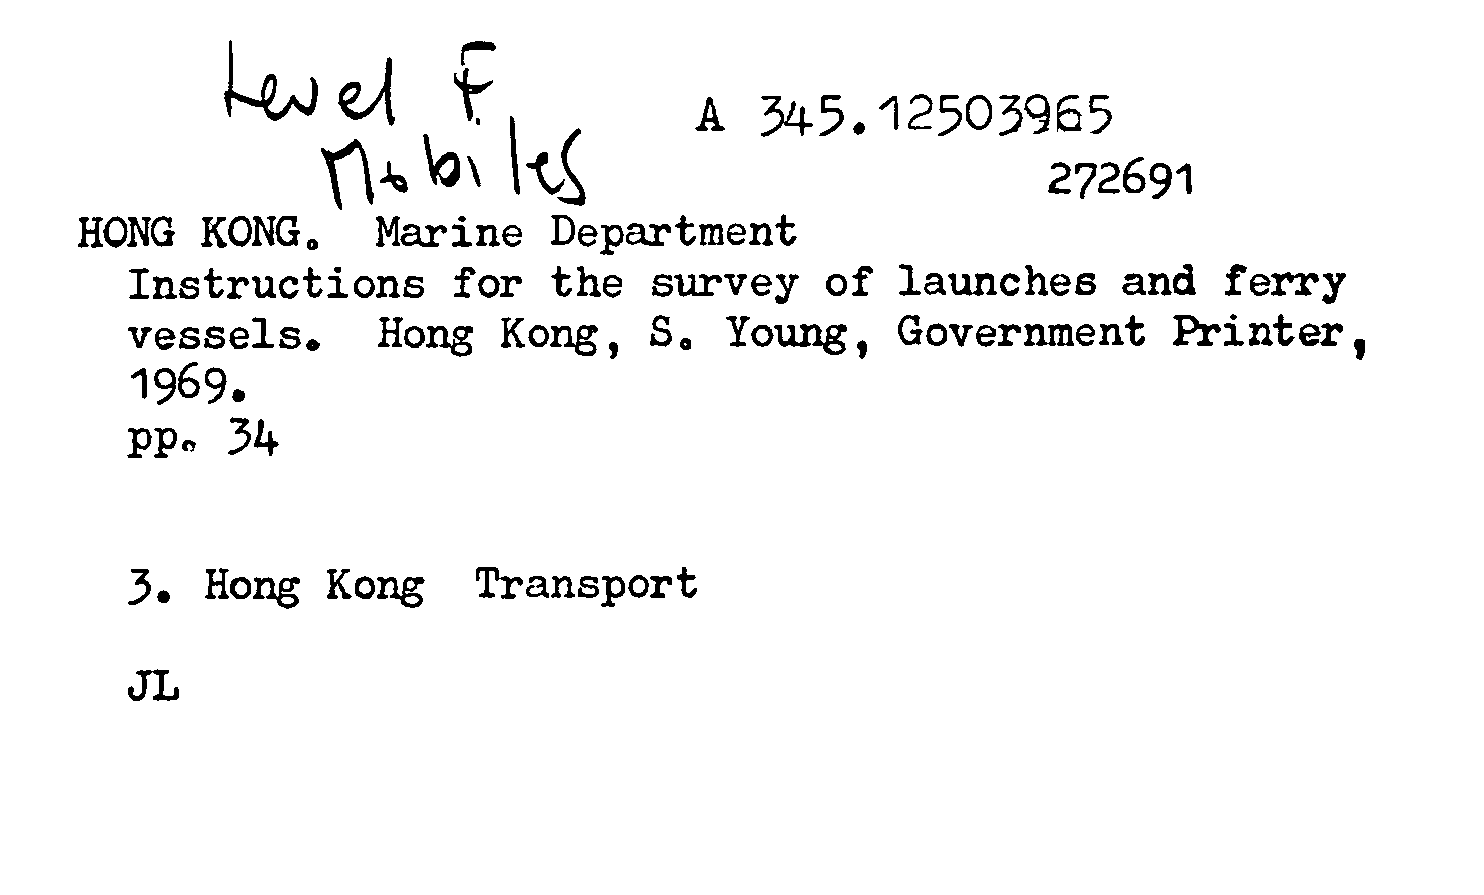 Level F.
Mobiles
A 345.12503965
272691
HONG KONG. Marine Department
Instructions for the survey of launches and ferry
vessels. Hong Kong, S. Young, Government Printer,
1969.
pp. 34
3. Hong Kong Transport
JL